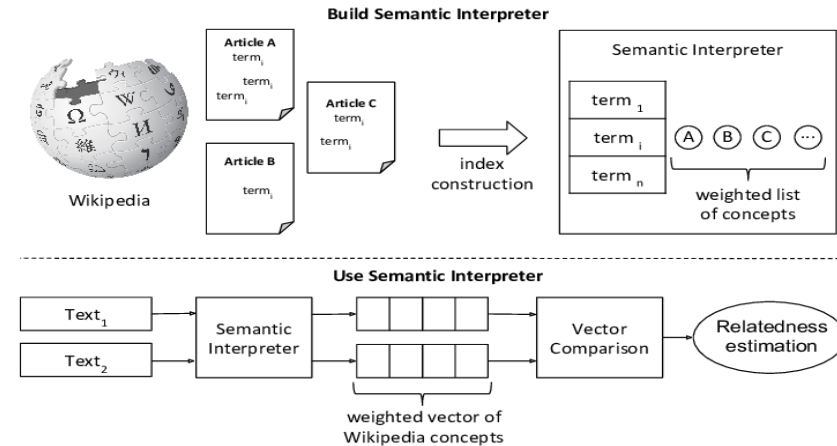 Build Semantic Interpreter
Article A
term i
term i
term i
Article B
term i
Article C
term i
term i
Ω
W
И
維
Wikipedia
index
construction
Semantic Interpreter
term 1
term i
term n
A B C ...
weighted list
of concepts
Use Semantic Interpreter
Text1
Text2
Semantic
Interpreter
weighted vector of
Wikipedia concepts
Vector
Comparison
Relatedness
estimation